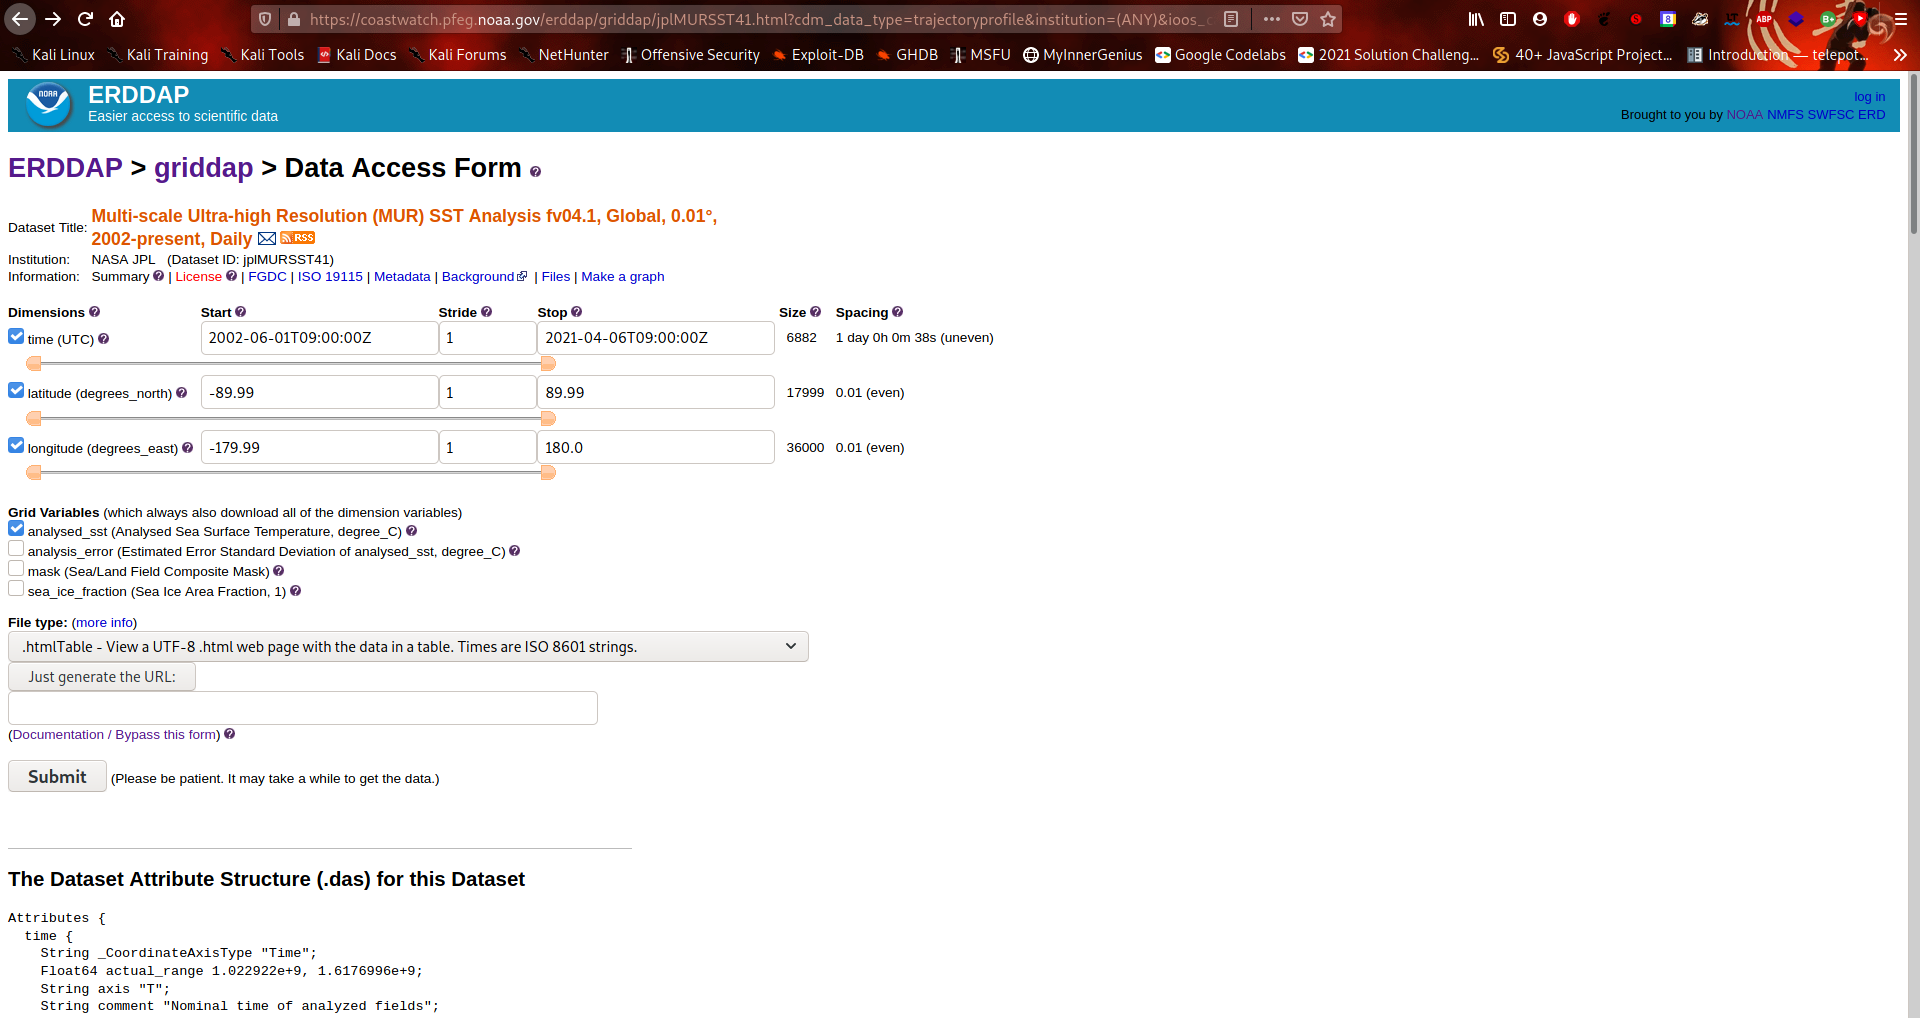 https://coastwatch.pfeg.noaa.gov/erddap/griddap/jplMURSST41.html?cdm_data_type=trajectoryprofile&institution=(ANY)&ioos_c
Kali Linux Kali Training Kali Tools Kali Docs Kali Forums NetHunter Offensive Security Exploit-DB GHDB MSFU MyInnerGenius Google Codelabs 2021 Solution Challeng... 40+ JavaScript Project... Introduction — telepot...
NOAA
ERDDAP
Easier access to scientific data
log in
Brought to you by NOAA NMFS SWFSC ERD
ERDDAP > griddap > Data Access Form ?
Dataset Title: Multi-scale Ultra-high Resolution (MUR) SST Analysis fv04.1, Global, 0.01°,
2002-present, Daily RSS
Institution: NASA JPL (Dataset ID: jplMURSST41)
Information: Summary ? | License ? | FGDC | ISO 19115 | Metadata | Background | Files | Make a graph
Dimensions ? Start ? Stride ? Stop ? Size ? Spacing ?
time (UTC) ? 2002-06-01T09:00:00Z 1 2021-04-06T09:00:00Z 6882 1 day 0h 0m 38s (uneven)
latitude (degrees_north) ? -89.99 1 89.99 17999 0.01 (even)
longitude (degrees_east) ? -179.99 1 180.0 36000 0.01 (even)
Grid Variables (which always also download all of the dimension variables)
analysed_sst (Analysed Sea Surface Temperature, degree_C) ?
analysis_error (Estimated Error Standard Deviation of analysed_sst, degree_C) ?
mask (Sea/Land Field Composite Mask) ?
sea_ice_fraction (Sea Ice Area Fraction, 1) ?
File type: (more info)
.htmlTable - View a UTF-8 .html web page with the data in a table. Times are ISO 8601 strings.
Just generate the URL:
(Documentation / Bypass this form) ?
Submit (Please be patient. It may take a while to get the data.)
The Dataset Attribute Structure (.das) for this Dataset
Attributes {
time {
String _CoordinateAxisType "Time";
Float64 actual_range 1.022922e+9, 1.6176996e+9;
String axis "T";
String comment "Nominal time of analyzed fields";